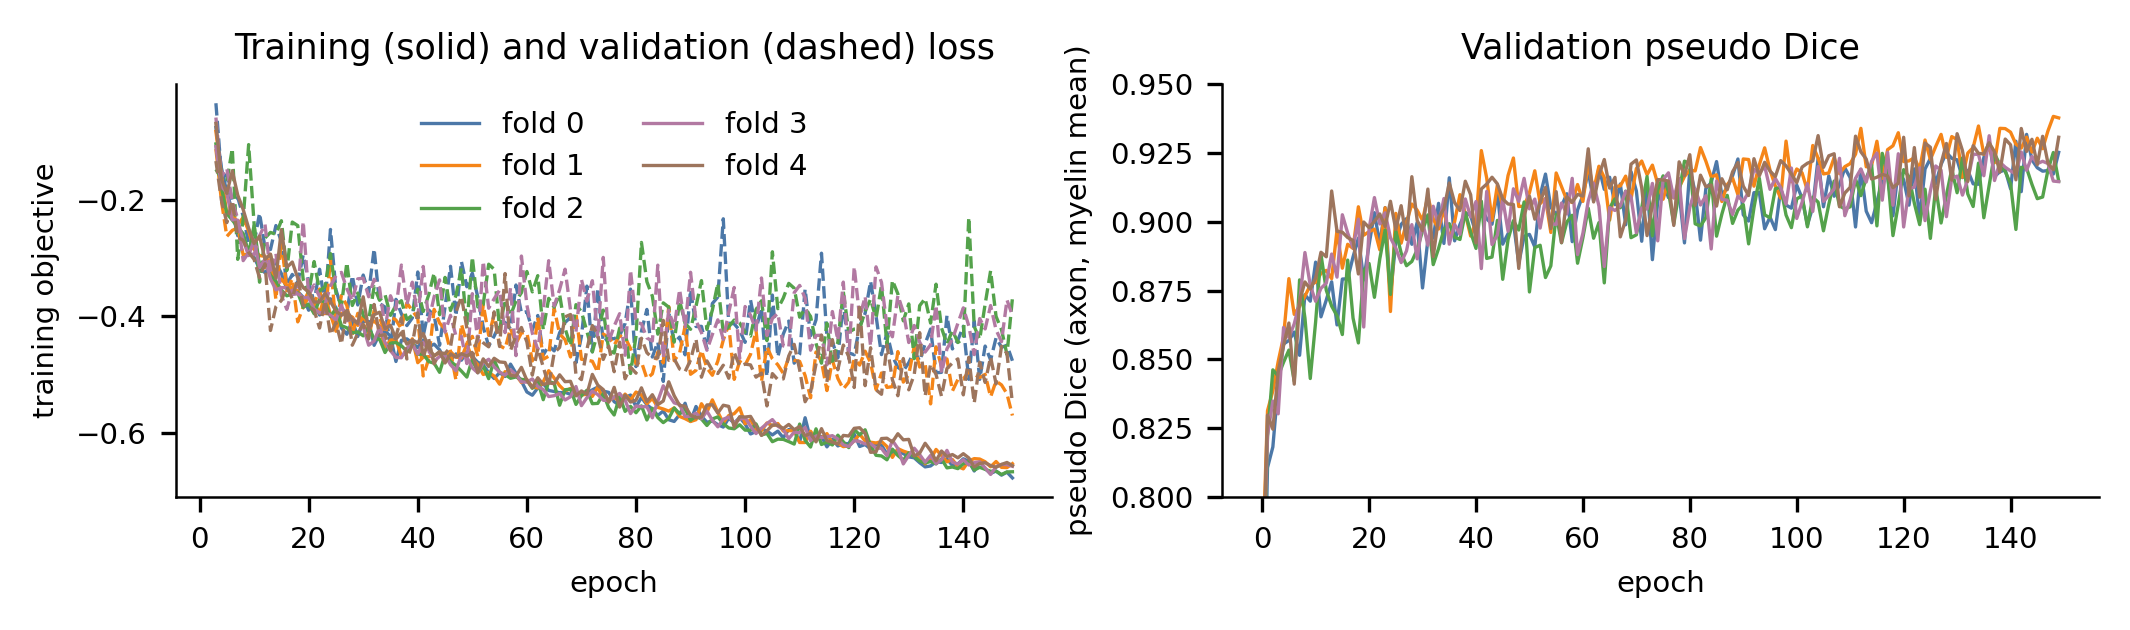 Training (solid) and validation (dashed) loss
training objective
−0.2
−0.4
−0.6
fold 0
fold 1
fold 2
fold 3
fold 4
0
20
40
60
80
100
120
140
epoch
Validation pseudo Dice
pseudo Dice (axon, myelin mean)
0.950
0.925
0.900
0.875
0.850
0.825
0.800
0
20
40
60
80
100
120
140
epoch